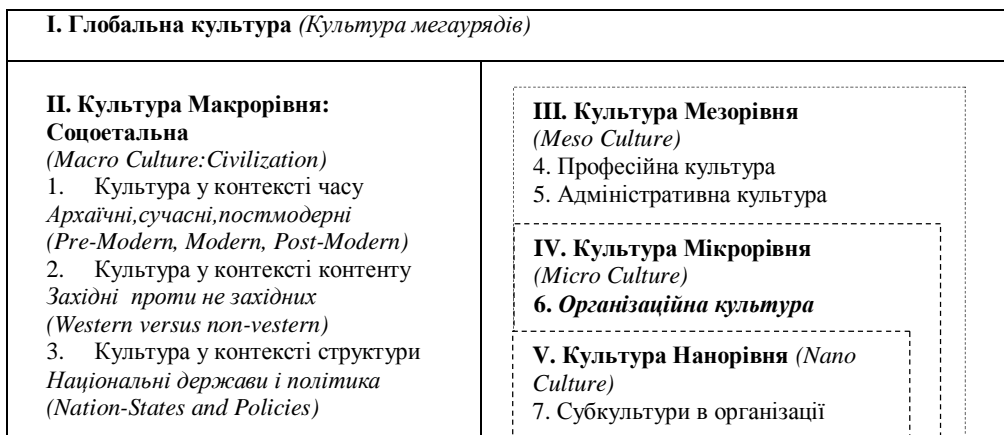 I. Глобальна культура (Культура мегаурядів)
II. Культура Макрорівня:
Соцоетальна
(Macro Culture:Civilization)
1. Культура у контексті часу
Архаїчні,сучасні,постмодерні
(Pre-Modern, Modern, Post-Modern)
2. Культура у контексті контенту
Західні проти не західних
(Western versus non-vestern)
3. Культура у контексті структури
Національні держави і політика
(Nation-States and Policies)
III. Культура Мезорівня
(Meso Culture)
4. Професійна культура
5. Адміністративна культура
IV. Культура Мікрорівня
(Micro Culture)
6. Організаційна культура
V. Культура Нанорівня (Nano
Culture)
7. Субкультури в організації